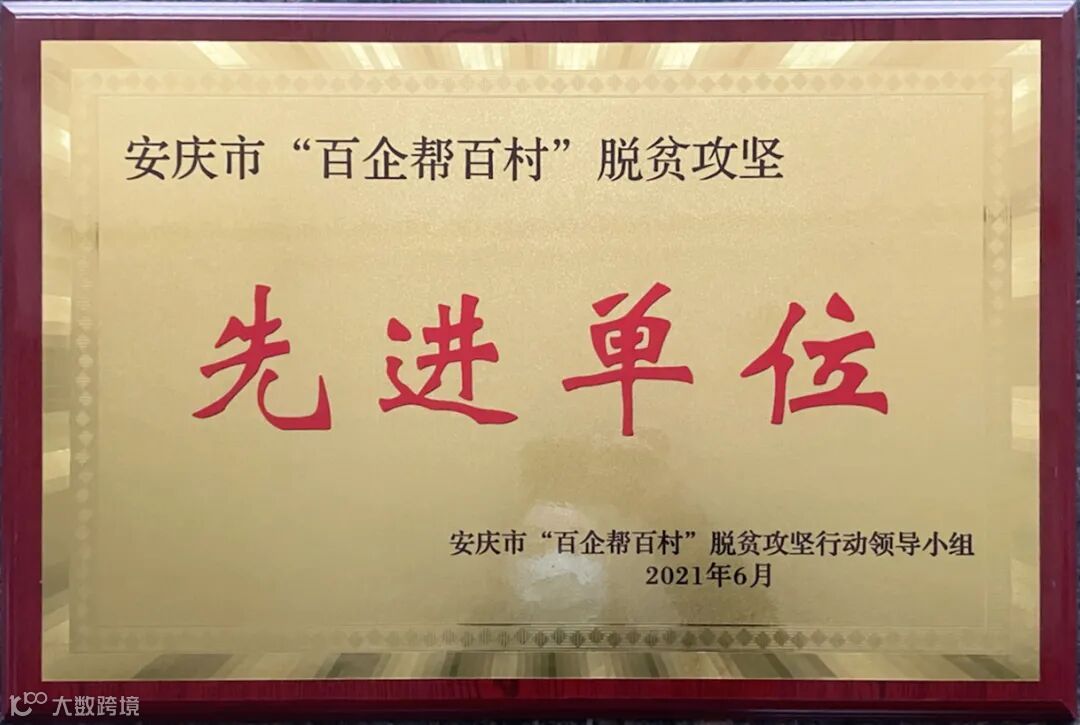 安庆市“百企帮百村”脱贫攻坚
先进单位
安庆市“百企帮百村”脱贫攻坚行动领导小组
2021年6月
大数跨境